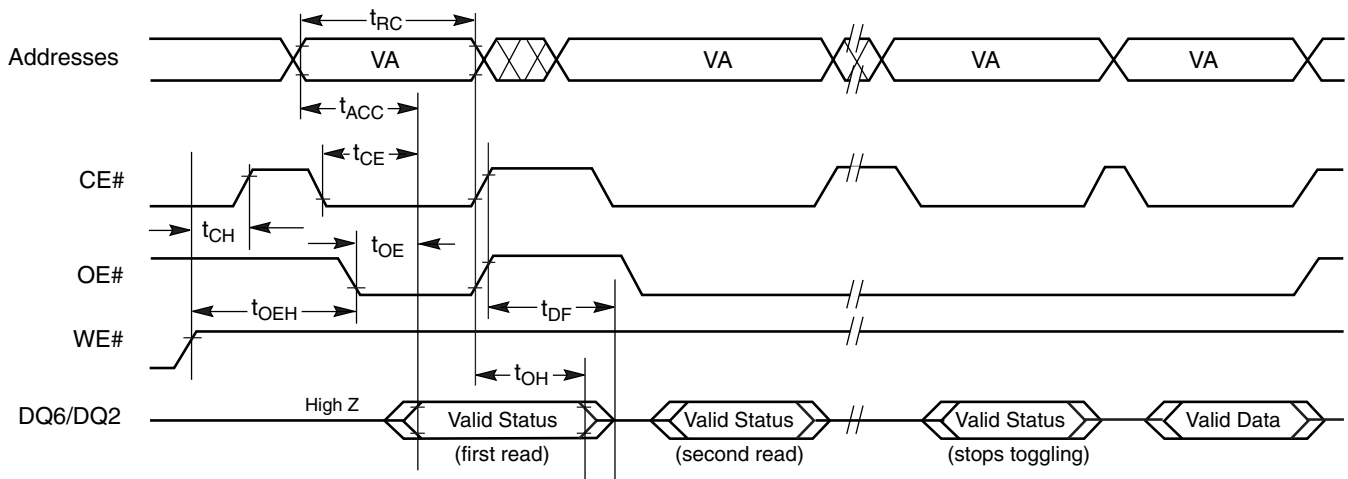 tRC
Addresses VA VA VA VA
tACC
tCE
CE#
tCH tOE
OE#
tOEH tDF
WE#
tOH
DQ6/DQ2 High Z Valid Status Valid Status Valid Status Valid Data
(first read) (second read) (stops toggling)